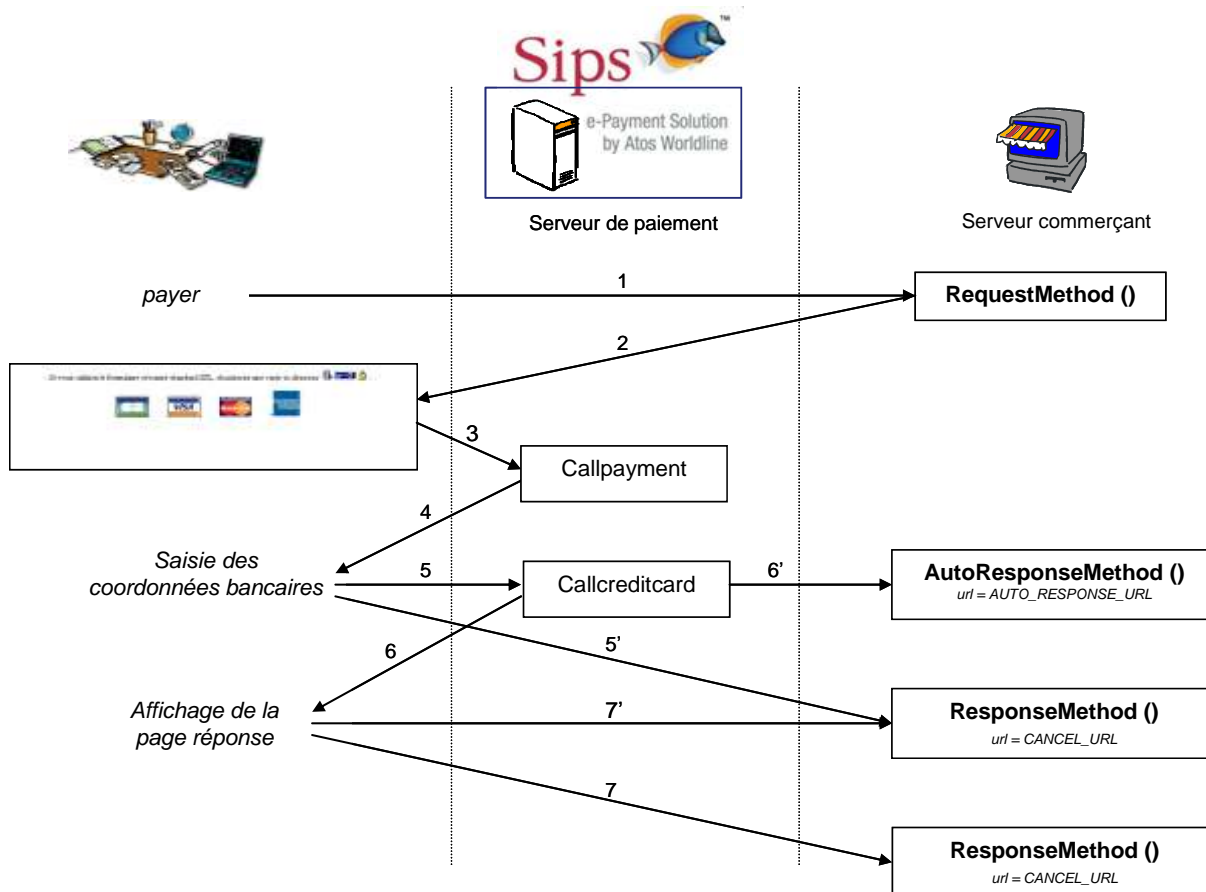 Sips
TM
e-Payment Solution
by Atos Worldline
Serveur de paiement
Serveur commerçant
payer
1
RequestMethod ()
2
VISA
3
Callpayment
4
Saisie des
coordonnées bancaires
5
Callcreditcard
6'
AutoResponseMethod ()
url = AUTO_RESPONSE_URL
5'
6
Affichage de la
page réponse
7'
ResponseMethod ()
url = CANCEL_URL
7
ResponseMethod ()
url = CANCEL_URL